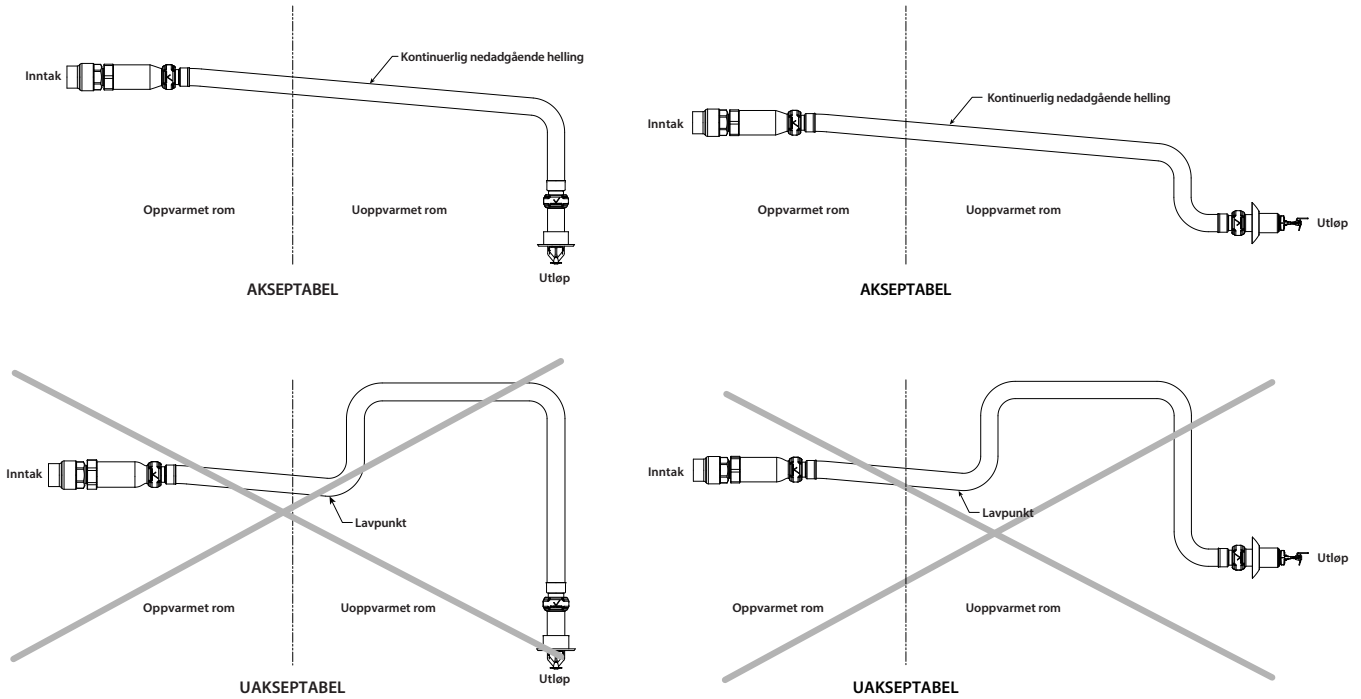 Inntak
Kontinuerlig nedadgående helling
Oppvarmet rom
Uoppvarmet rom
Utløp
AKSEPTABEL
Inntak
Kontinuerlig nedadgående helling
Oppvarmet rom
Uoppvarmet rom
Utløp
AKSEPTABEL
Inntak
Lavpunkt
Oppvarmet rom
Uoppvarmet rom
Utløp
UAKSEPTABEL
Inntak
Lavpunkt
Utløp
Oppvarmet rom
Uoppvarmet rom
UAKSEPTABEL